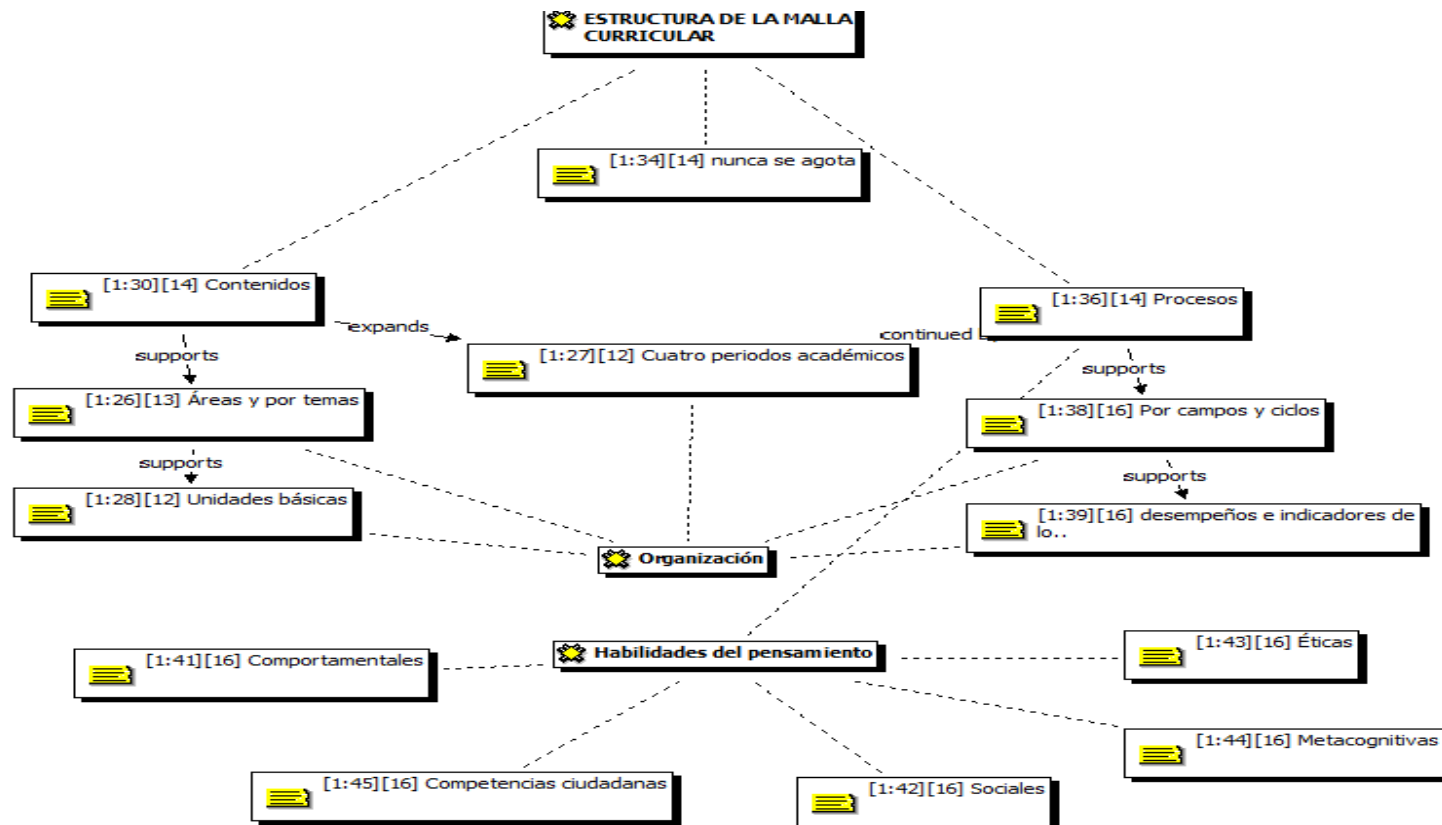 ESTRUCTURA DE LA MALLA
CURRICULAR
[1:34][14] nunca se agota
[1:30][14] Contenidos
[1:36][14] Procesos
expands
continued
supports
[1:27][12] Cuatro periodos académicos
supports
[1:26][13] Áreas y por temas
[1:38][16] Por campos y ciclos
supports
supports
[1:28][12] Unidades básicas
[1:39][16] desempeños e indicadores de
lo..
Organización
Habilidades del pensamiento
[1:41][16] Comportamentales
[1:43][16] Éticas
[1:44][16] Metacognitivas
[1:45][16] Competencias ciudadanas
[1:42][16] Sociales